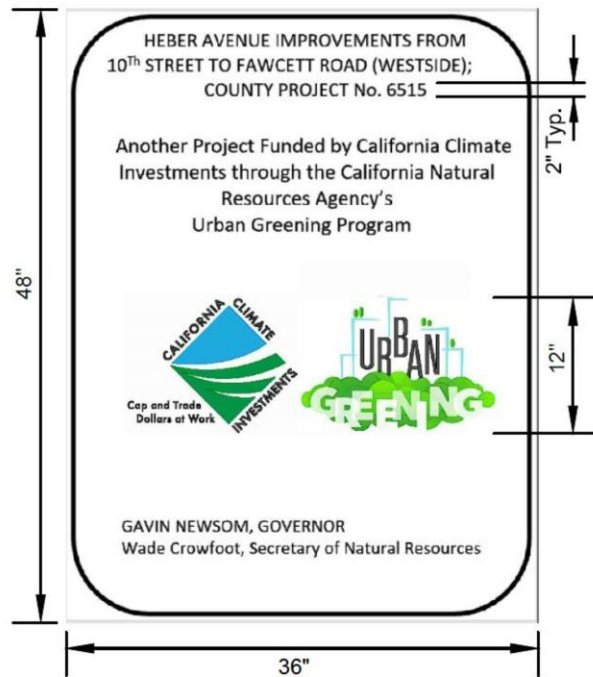 HEBER AVENUE IMPROVEMENTS FROM
10Th STREET TO FAWCETT ROAD (WESTSIDE);
COUNTY PROJECT No. 6515
2" Typ.
Another Project Funded by California Climate
Investments through the California Natural
Resources Agency’s
Urban Greening Program
48"
CALIFORNIA CLIMATE
INVESTMENTS
Cap and Trade
Dollars at Work
URBAN
GREENING
12"
GAVIN NEWSOM, GOVERNOR
Wade Crowfoot, Secretary of Natural Resources
36"